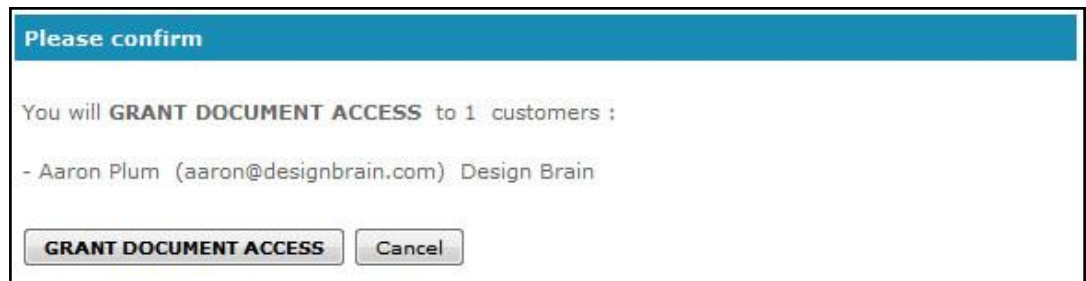 Please confirm
You will GRANT DOCUMENT ACCESS to 1 customers :
- Aaron Plum (aaron@designbrain.com) Design Brain
GRANT DOCUMENT ACCESS Cancel